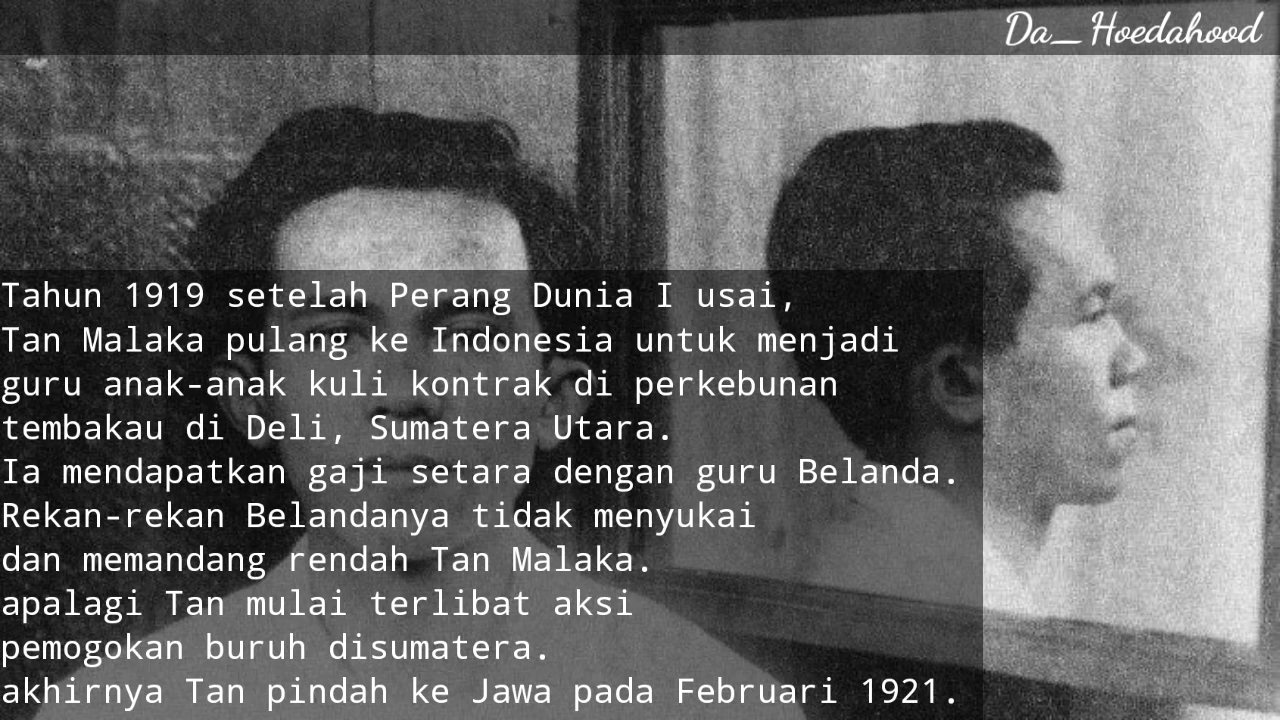 Da_ Hoedahood
Tahun 1919 setelah Perang Dunia I usai,
Tan Malaka pulang ke Indonesia untuk menjadi
guru anak-anak kuli kontrak di perkebunan
tembakau di Deli, Sumatera Utara.
Ia mendapatkan gaji setara dengan guru Belanda.
Rekan-rekan Belandanya tidak menyukai
dan memandang rendah Tan Malaka.
apalagi Tan mulai terlibat aksi
pemogokan buruh disumatera.
akhirnya Tan pindah ke Jawa pada Februari 1921.